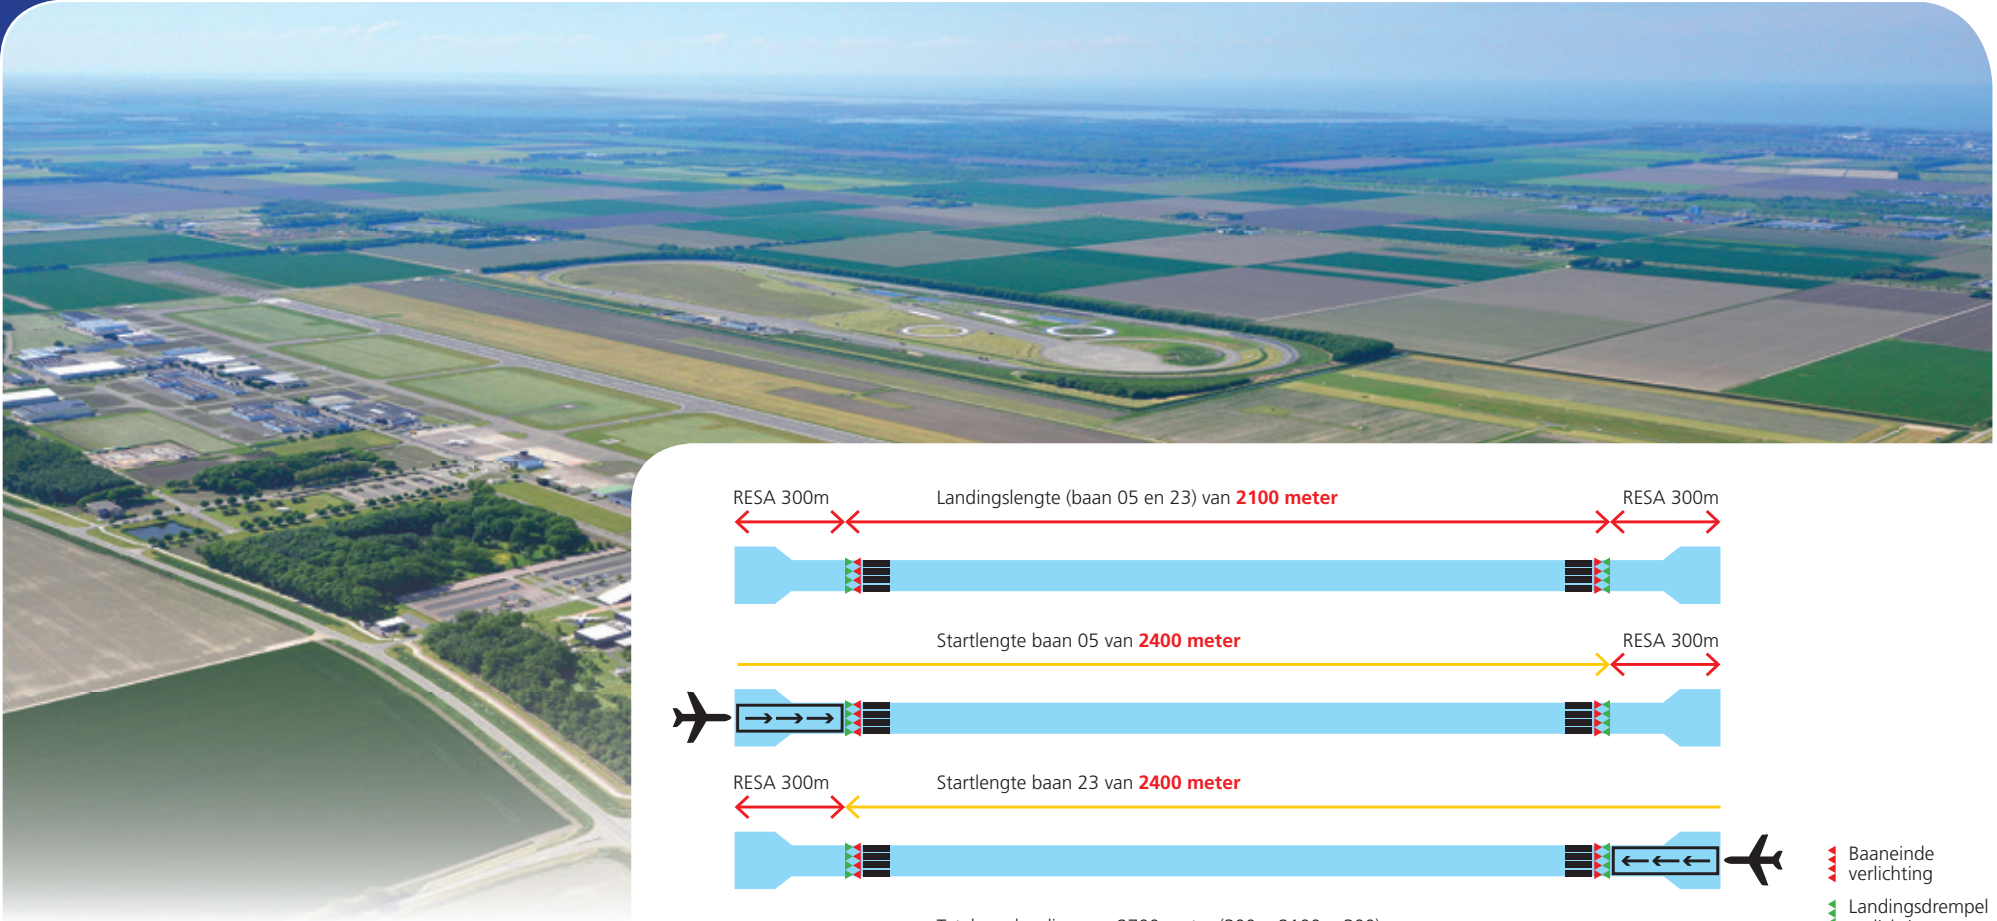 RESA 300m Landingslengte (baan 05 en 23) van 2100 meter RESA 300m
Startlengte baan 05 van 2400 meter RESA 300m
RESA 300m Startlengte baan 23 van 2400 meter
Baaneinde
verlichting
Landingsdrempel